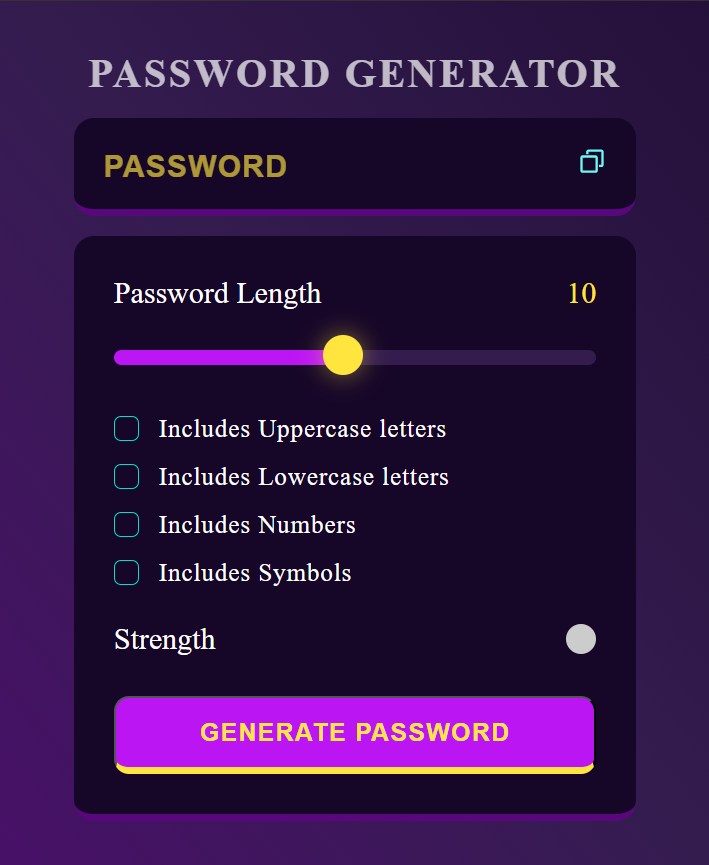 PASSWORD GENERATOR
PASSWORD
Password Length 10
Includes Uppercase letters
Includes Lowercase letters
Includes Numbers
Includes Symbols
Strength
GENERATE PASSWORD